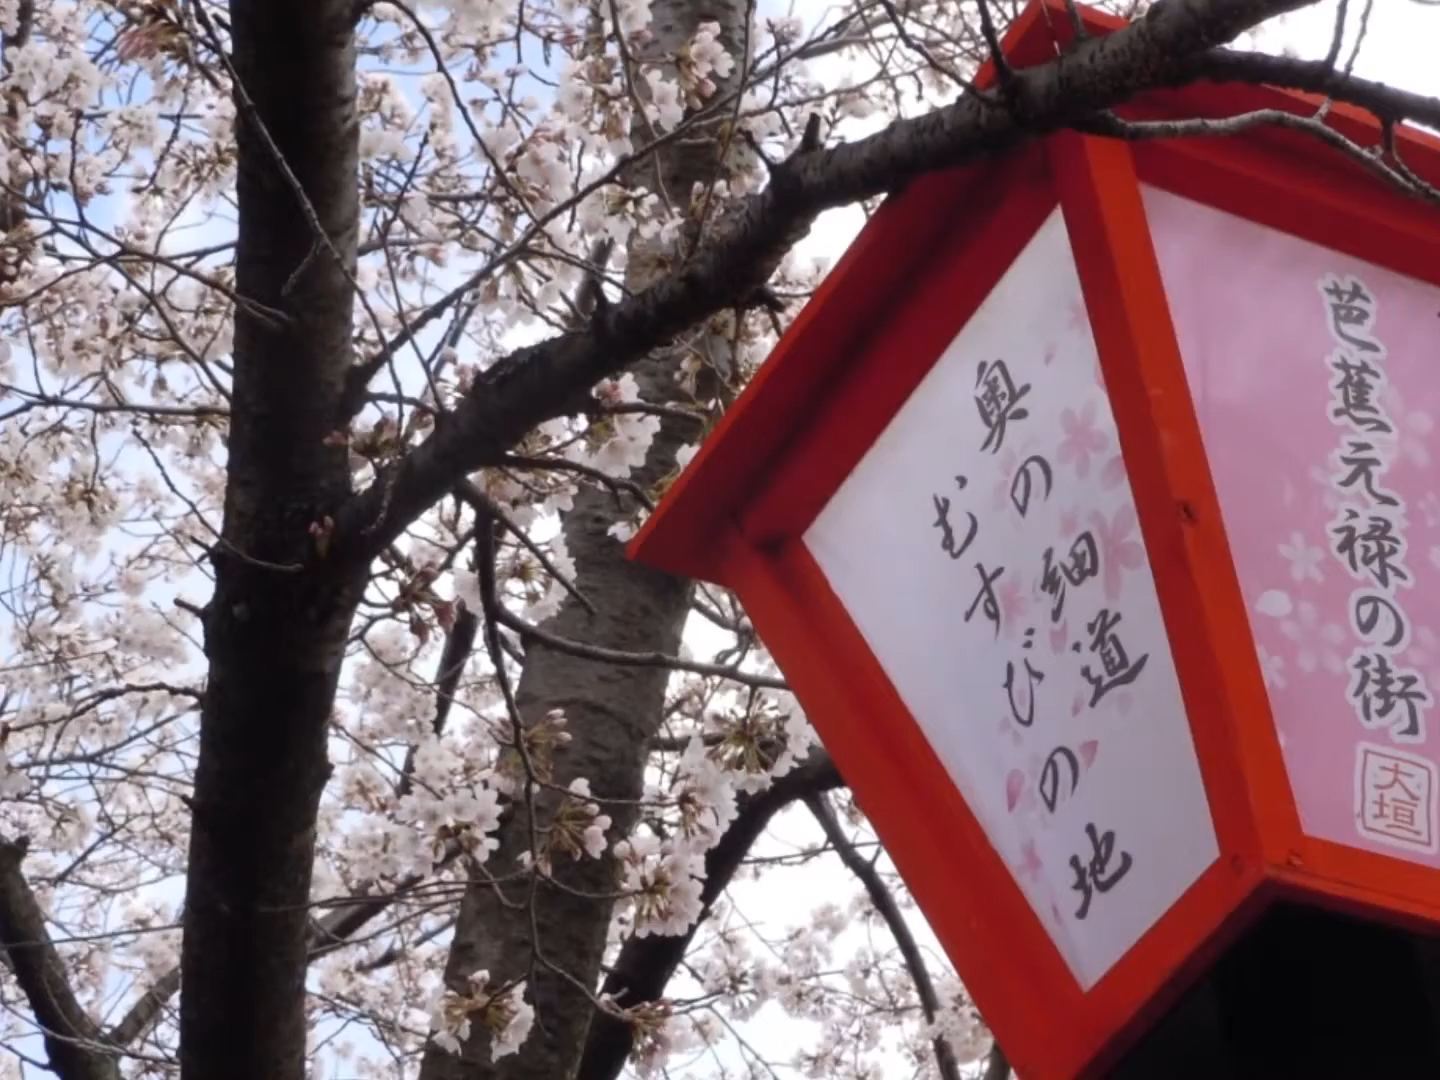 芭蕉元禄の街
大垣
奥の細道
むすびの地